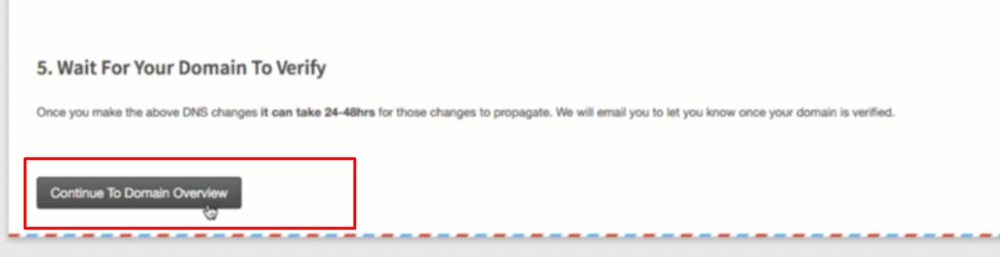 5. Wait For Your Domain To Verify
Once you make the above DNS changes it can take 24-48hrs for those changes to propagate. We will email you to let you know once your domain is verified.
Continue To Domain Overview